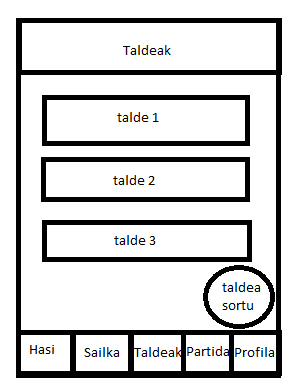 Taldeak
talde 1
talde 2
talde 3
taldea
sortu
Hasi
Sailka
Taldeak
Partida
Profila